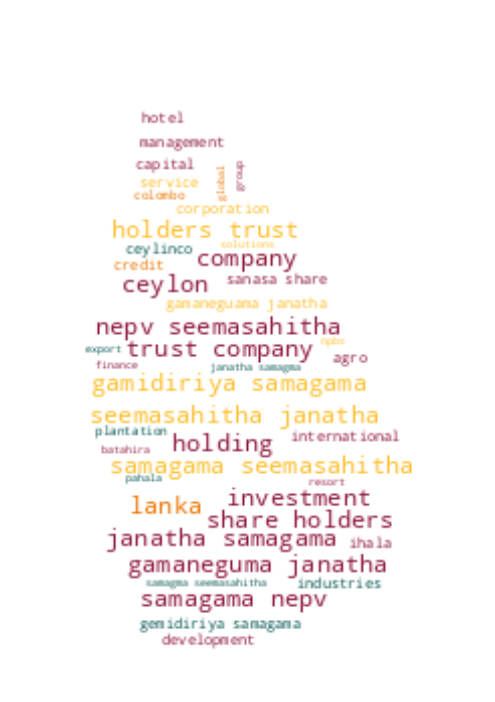 hotel
management
capital
service
global
group
colombo
corporation
holders trust
solutions
ceylinco
company
credit
sanasa share
ceylon
gamaneguama janatha
nepv seemasahitha
npbs
export
trust company
agro
finance
janatha samagma
gamidiriya samagama
seemasahitha janatha
plantation
international
holding
batahira
samagama seemasahitha
pahala
resort
investment
lanka
share holders
janatha samagama
ihala
gamaneguma janatha
samagma seemasahitha
industries
samagama nepv
gemidiriya samagama
development